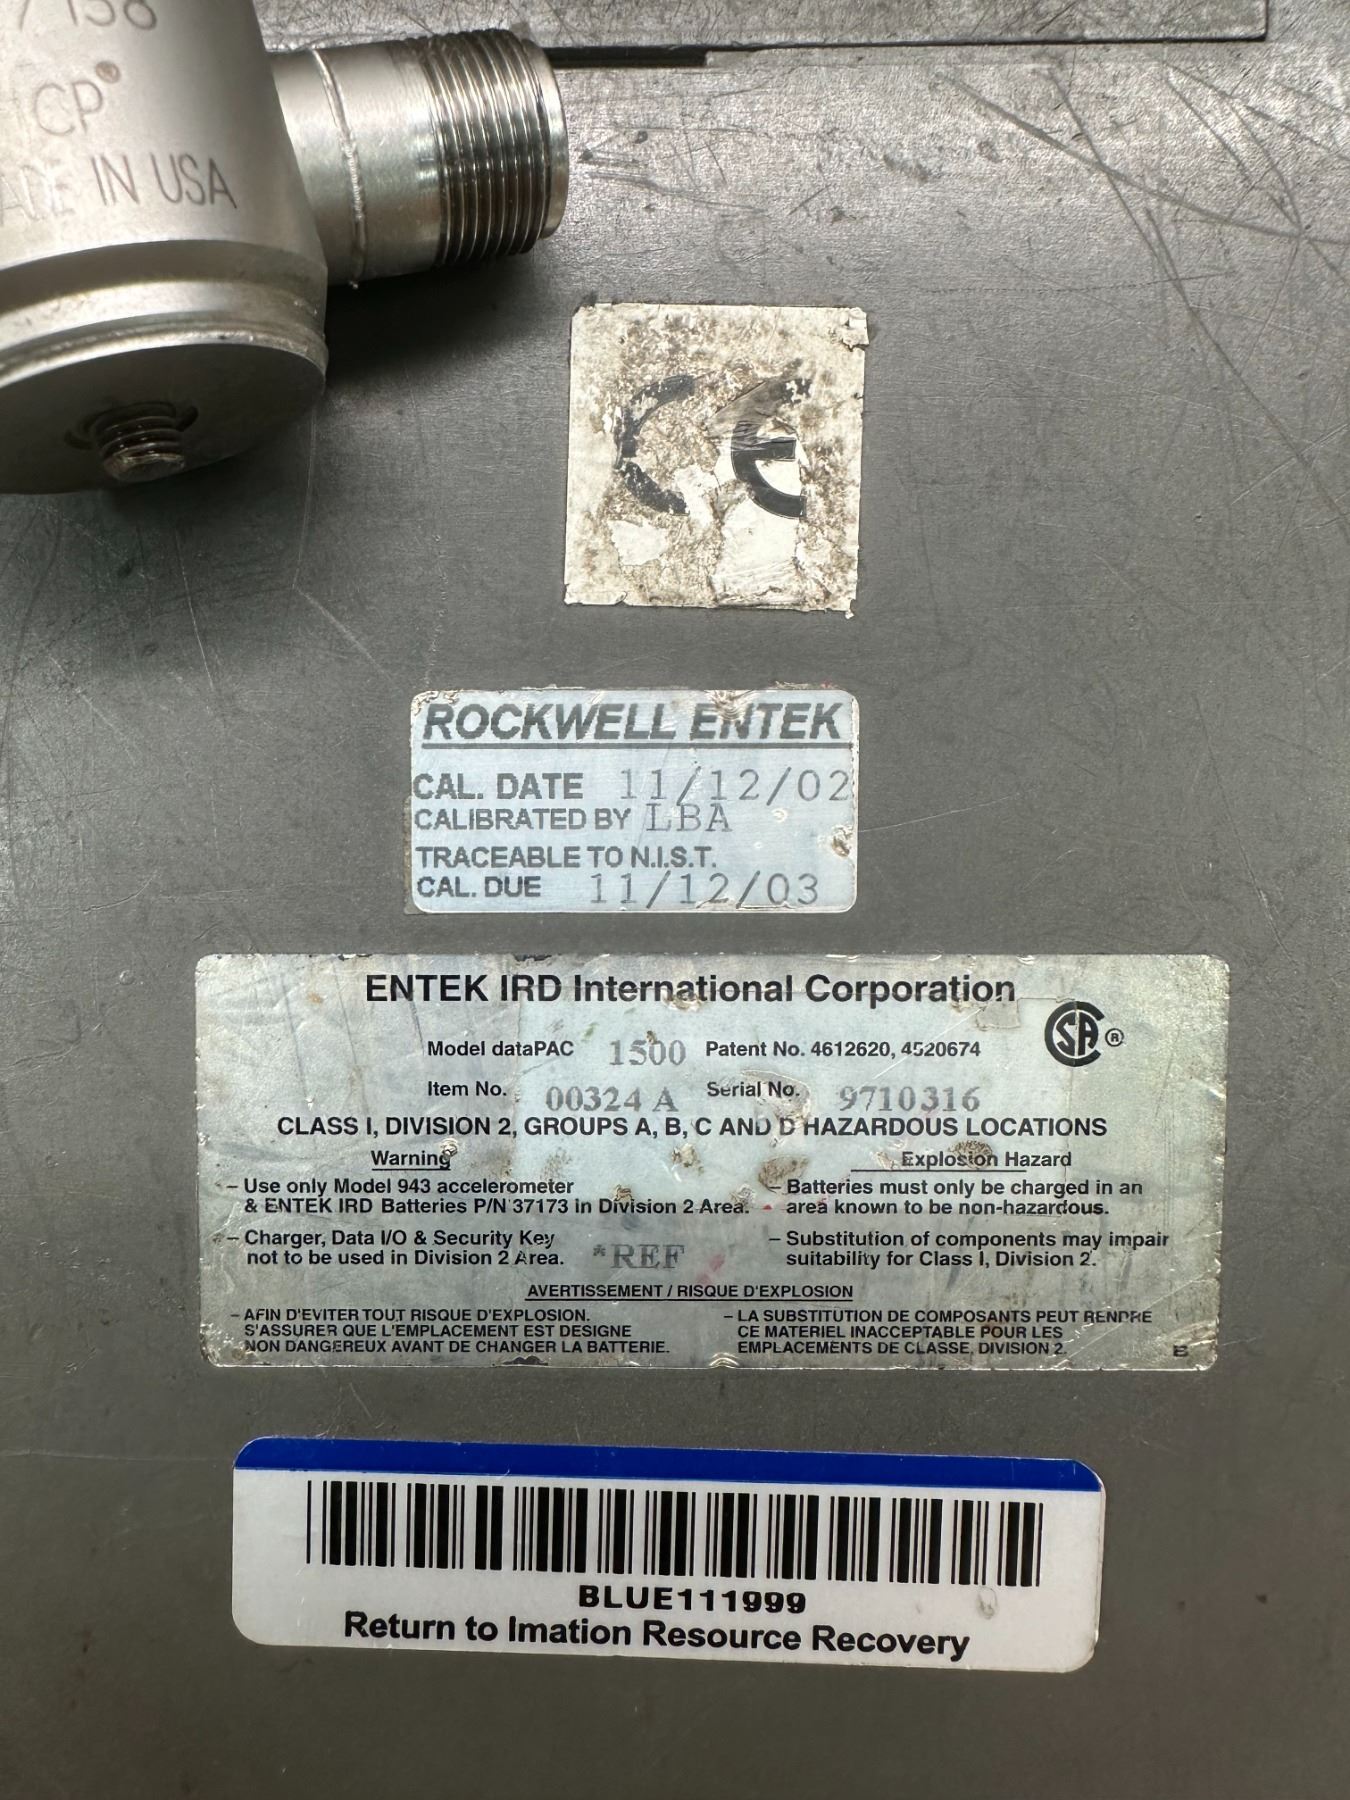 158
CP®
MADE IN USA
CE
ROCKWELL ENTEK
CAL. DATE 11/12/02
CALIBRATED BY LBA
TRACEABLE TO N.I.S.T.
CAL. DUE 11/12/03
ENTEK IRD International Corporation
SA ®
Model dataPAC 1500 Patent No. 4612620, 4520674
Item No. 00324 A Serial No. 9710316
CLASS I, DIVISION 2, GROUPS A, B, C AND D HAZARDOUS LOCATIONS
Warning
– Use only Model 943 accelerometer
& ENTEK IRD Batteries P/N 37173 in Division 2 Area.
– Charger, Data I/O & Security Key
not to be used in Division 2 Area. *REF
Explosion Hazard
– Batteries must only be charged in an
area known to be non-hazardous.
– Substitution of components may impair
suitability for Class I, Division 2.
AVERTISSEMENT / RISQUE D'EXPLOSION
– AFIN D'EVITER TOUT RISQUE D'EXPLOSION.
S'ASSURER QUE L'EMPLACEMENT EST DESIGNE
NON DANGEREUX AVANT DE CHANGER LA BATTERIE.
– LA SUBSTITUTION DE COMPOSANTS PEUT RENDRE
CE MATERIEL INACCEPTABLE POUR LES
EMPLACEMENTS DE CLASSE, DIVISION 2.
B
BLUE111999
Return to Imation Resource Recovery